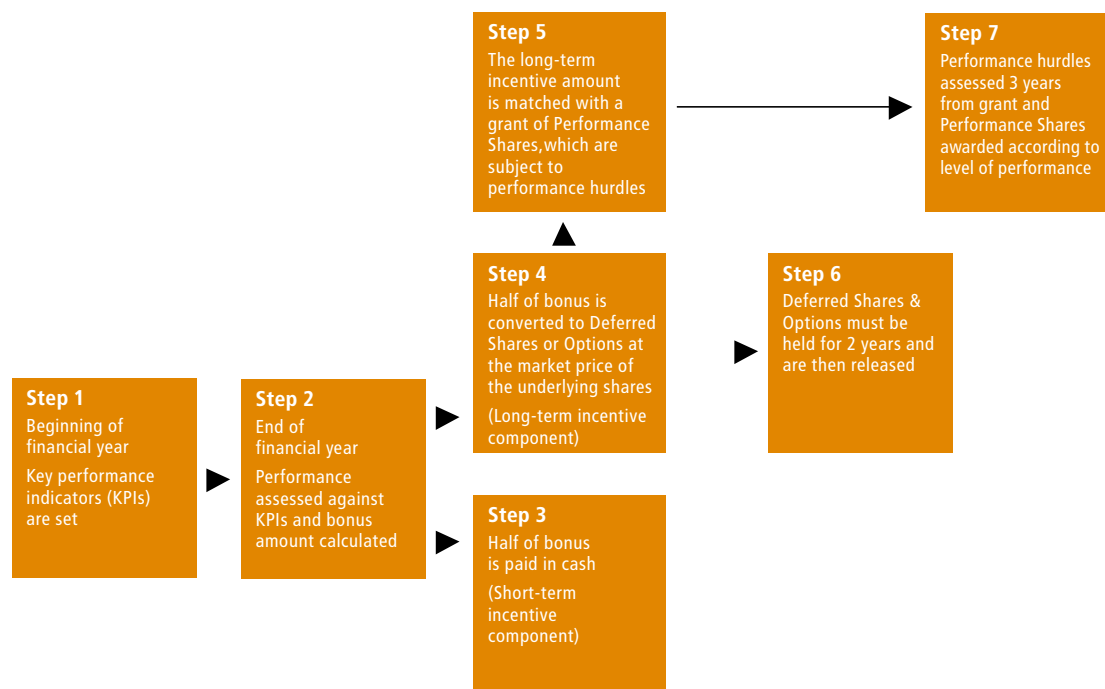 Step 1
Beginning of
financial year
Key performance
indicators (KPIs)
are set
Step 2
End of
financial year
Performance
assessed against
KPIs and bonus
amount calculated
Step 3
Half of bonus
is paid in cash
(Short-term
incentive
component)
Step 4
Half of bonus is
converted to Deferred
Shares or Options at
the market price of
the underlying shares
(Long-term incentive
component)
Step 5
The long-term
incentive amount
is matched with a
grant of Performance
Shares,which are
subject to
performance hurdles
Step 6
Deferred Shares &
Options must be
held for 2 years and
are then released
Step 7
Performance hurdles
assessed 3 years
from grant and
Performance Shares
awarded according to
level of performance